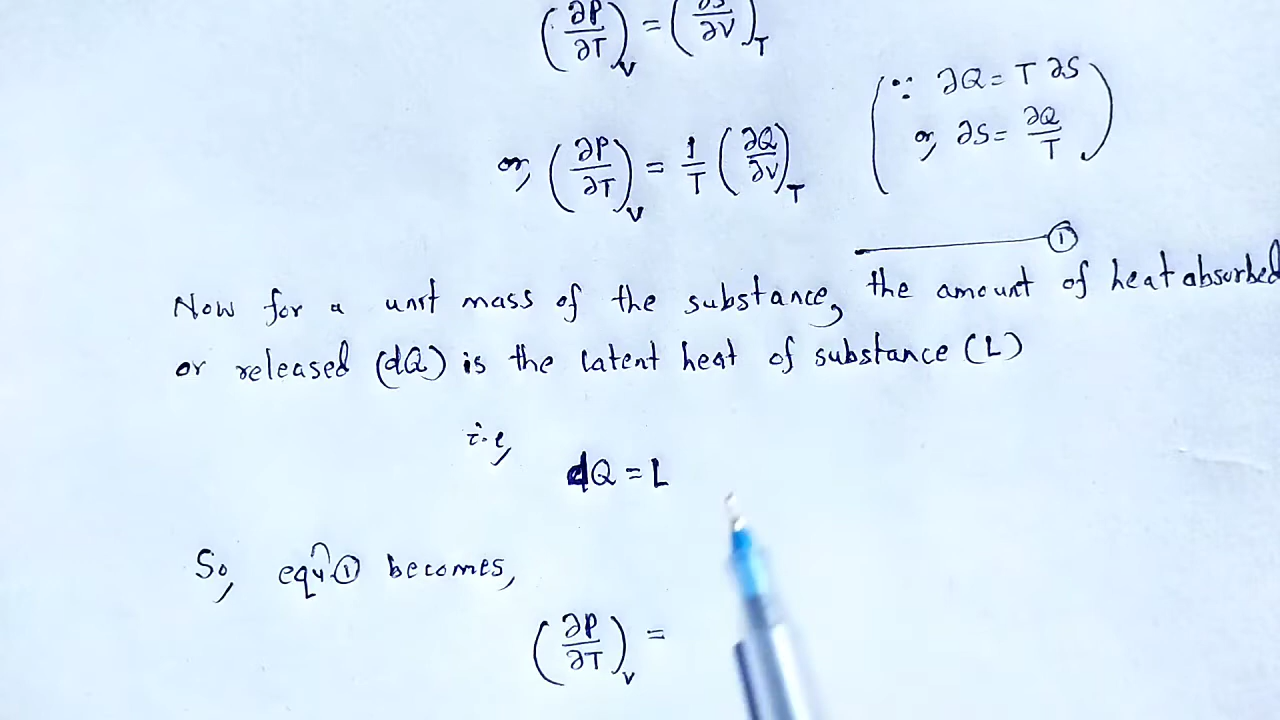 (∂P/∂T)_V = (∂S/∂V)_T
(∵ ∂Q = T ∂S
or, ∂S = ∂Q/T)
or, (∂P/∂T)_V = 1/T (∂Q/∂V)_T
①
Now for a unit mass of the substance, the amount of heat absorbed
or released (dQ) is the latent heat of substance (L)
i.e,
dQ = L
So, equn ① becomes,
(∂P/∂T)_V =